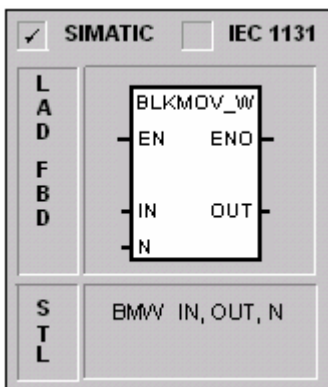 ✓ SIMATIC IEC 1131
L
A
D
F
B
D
BLKMOV_W
EN ENO
IN OUT
N
S
T
L
BMW IN, OUT, N